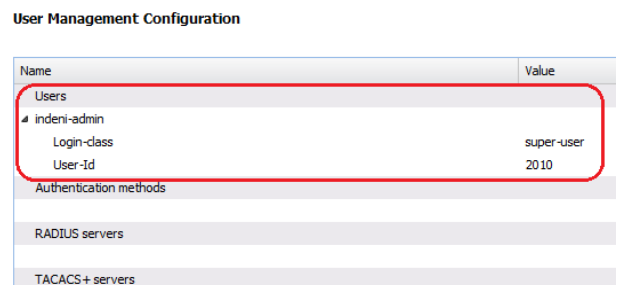 User Management Configuration
Name Value
Users
indeni-admin
Login-class super-user
User-Id 2010
Authentication methods
RADIUS servers
TACACS+ servers